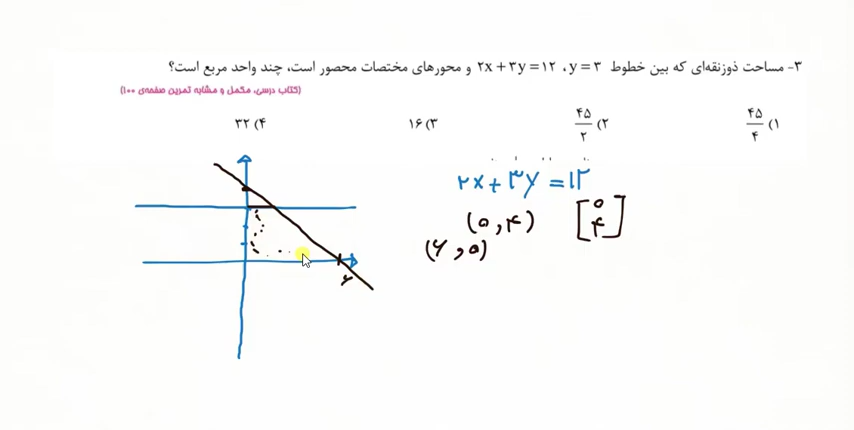 ۳- مساحت ذوزنقه‌ای که بین خطوط y=۳، ۲x+۳y=۱۲ و محورهای مختصات محصور است، چند واحد مربع است؟
(کتاب درسی، مکمل و مشابه تمرین صفحه‌ی ۱۰۰)
۱) ۴۵/۴ ۲) ۴۵/۲ ۳) ۱۶ ۴) ۳۲
۲x+۳y=۱۲
(۰,۴) [۰ ۴]
(۶,۰)
۶